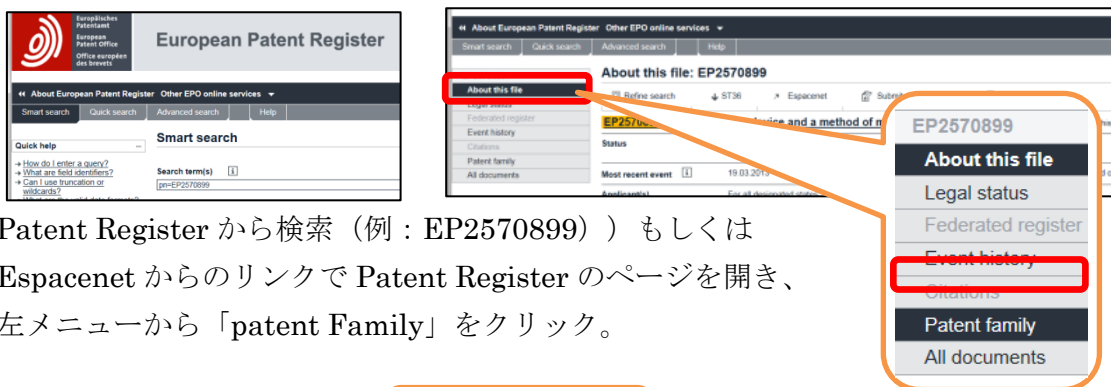 Europäisches
Patentamt
European
Patent Office
Office européen
des brevets
European Patent Register
About European Patent Register Other EPO online services
Smart search Quick search Advanced search Help
Quick help
Smart search
→ How do I enter a query?
→ What are field identifiers?
→ Can I use truncation or
wildcards?
Search term(s)
pn=EP2570899
About European Patent Register Other EPO online services
Smart search Quick search Advanced search Help
About this file: EP2570899
About this file
Legal status
Federated register
Event history
Citations
Patent family
All documents
Refine search ST36 Espacenet
and a method of
Status
Most recent event 19.03.201
EP2570899
About this file
Legal status
Federated register
Event history
Citations
Patent family
All documents
Patent Register から検索（例：EP2570899））もしくは
Espacenet からのリンクで Patent Register のページを開き、
左メニューから「patent Family」をクリック。